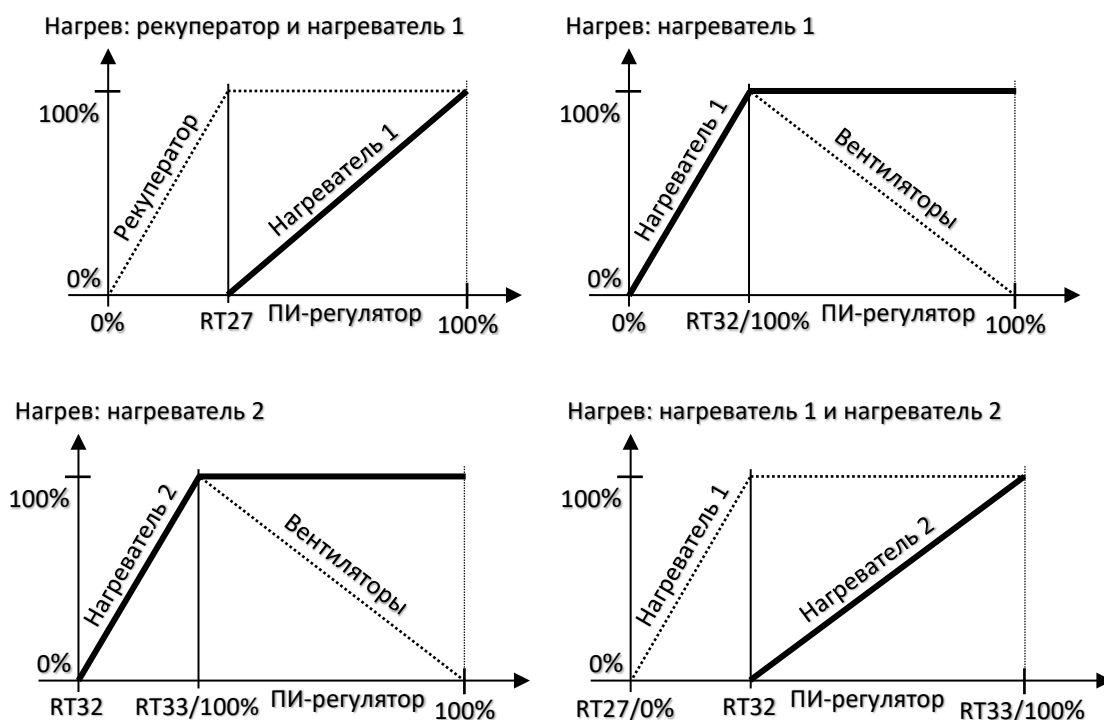 Нагрев: рекуператор и нагреватель 1
100%
Рекуператор
Нагреватель 1
0%
0%
RT27
ПИ-регулятор
100%
Нагрев: нагреватель 1
100%
Нагреватель 1
Вентиляторы
0%
0%
RT32/100%
ПИ-регулятор
100%
Нагрев: нагреватель 2
100%
Нагреватель 2
Вентиляторы
0%
RT32
RT33/100%
ПИ-регулятор
100%
Нагрев: нагреватель 1 и нагреватель 2
100%
Нагреватель 1
Нагреватель 2
0%
RT27/0%
RT32
ПИ-регулятор
RT33/100%